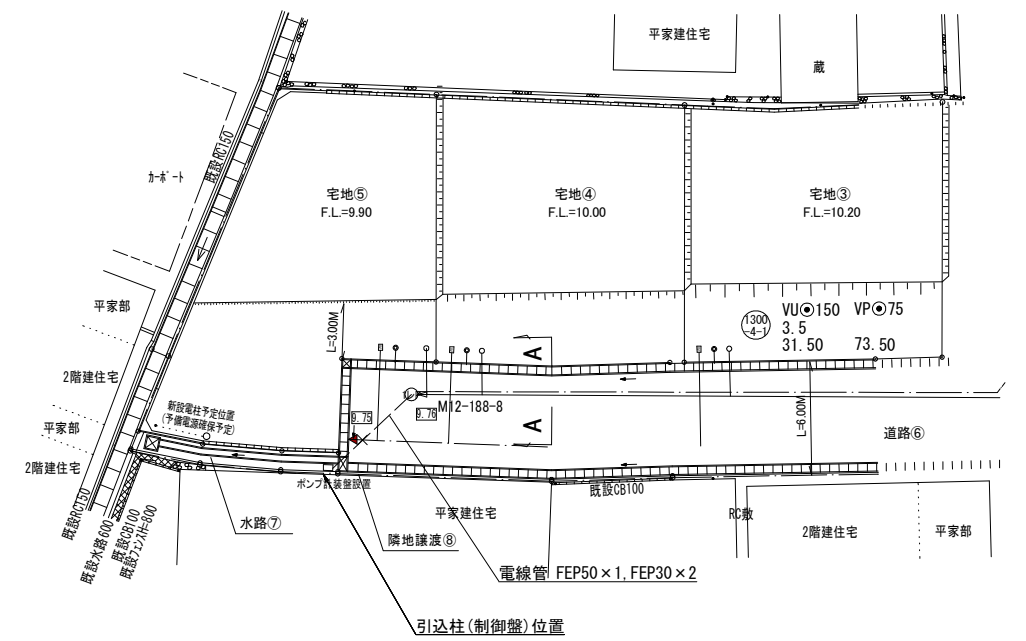 平家建住宅
蔵
カーポート
既設RC150
宅地⑤
F.L.=9.90
宅地④
F.L.=10.00
宅地③
F.L.=10.20
平家部
L=3.00M
1300
-4-1
VU◉150 VP◉75
3.5
31.50 73.50
A
2階建住宅
新設電柱予定位置
(予備電源確保予定)
9.75
9.76
M12-188-8
A
L=6.00M
道路⑥
平家部
2階建住宅
ポンプ計装盤設置
既設CB100
既設RC150
既設水路600
既設CB100
既設フェンスH=800
水路⑦
隣地譲渡⑧
平家建住宅
RC敷
2階建住宅
平家部
電線管 FEP50×1,FEP30×2
引込柱(制御盤)位置